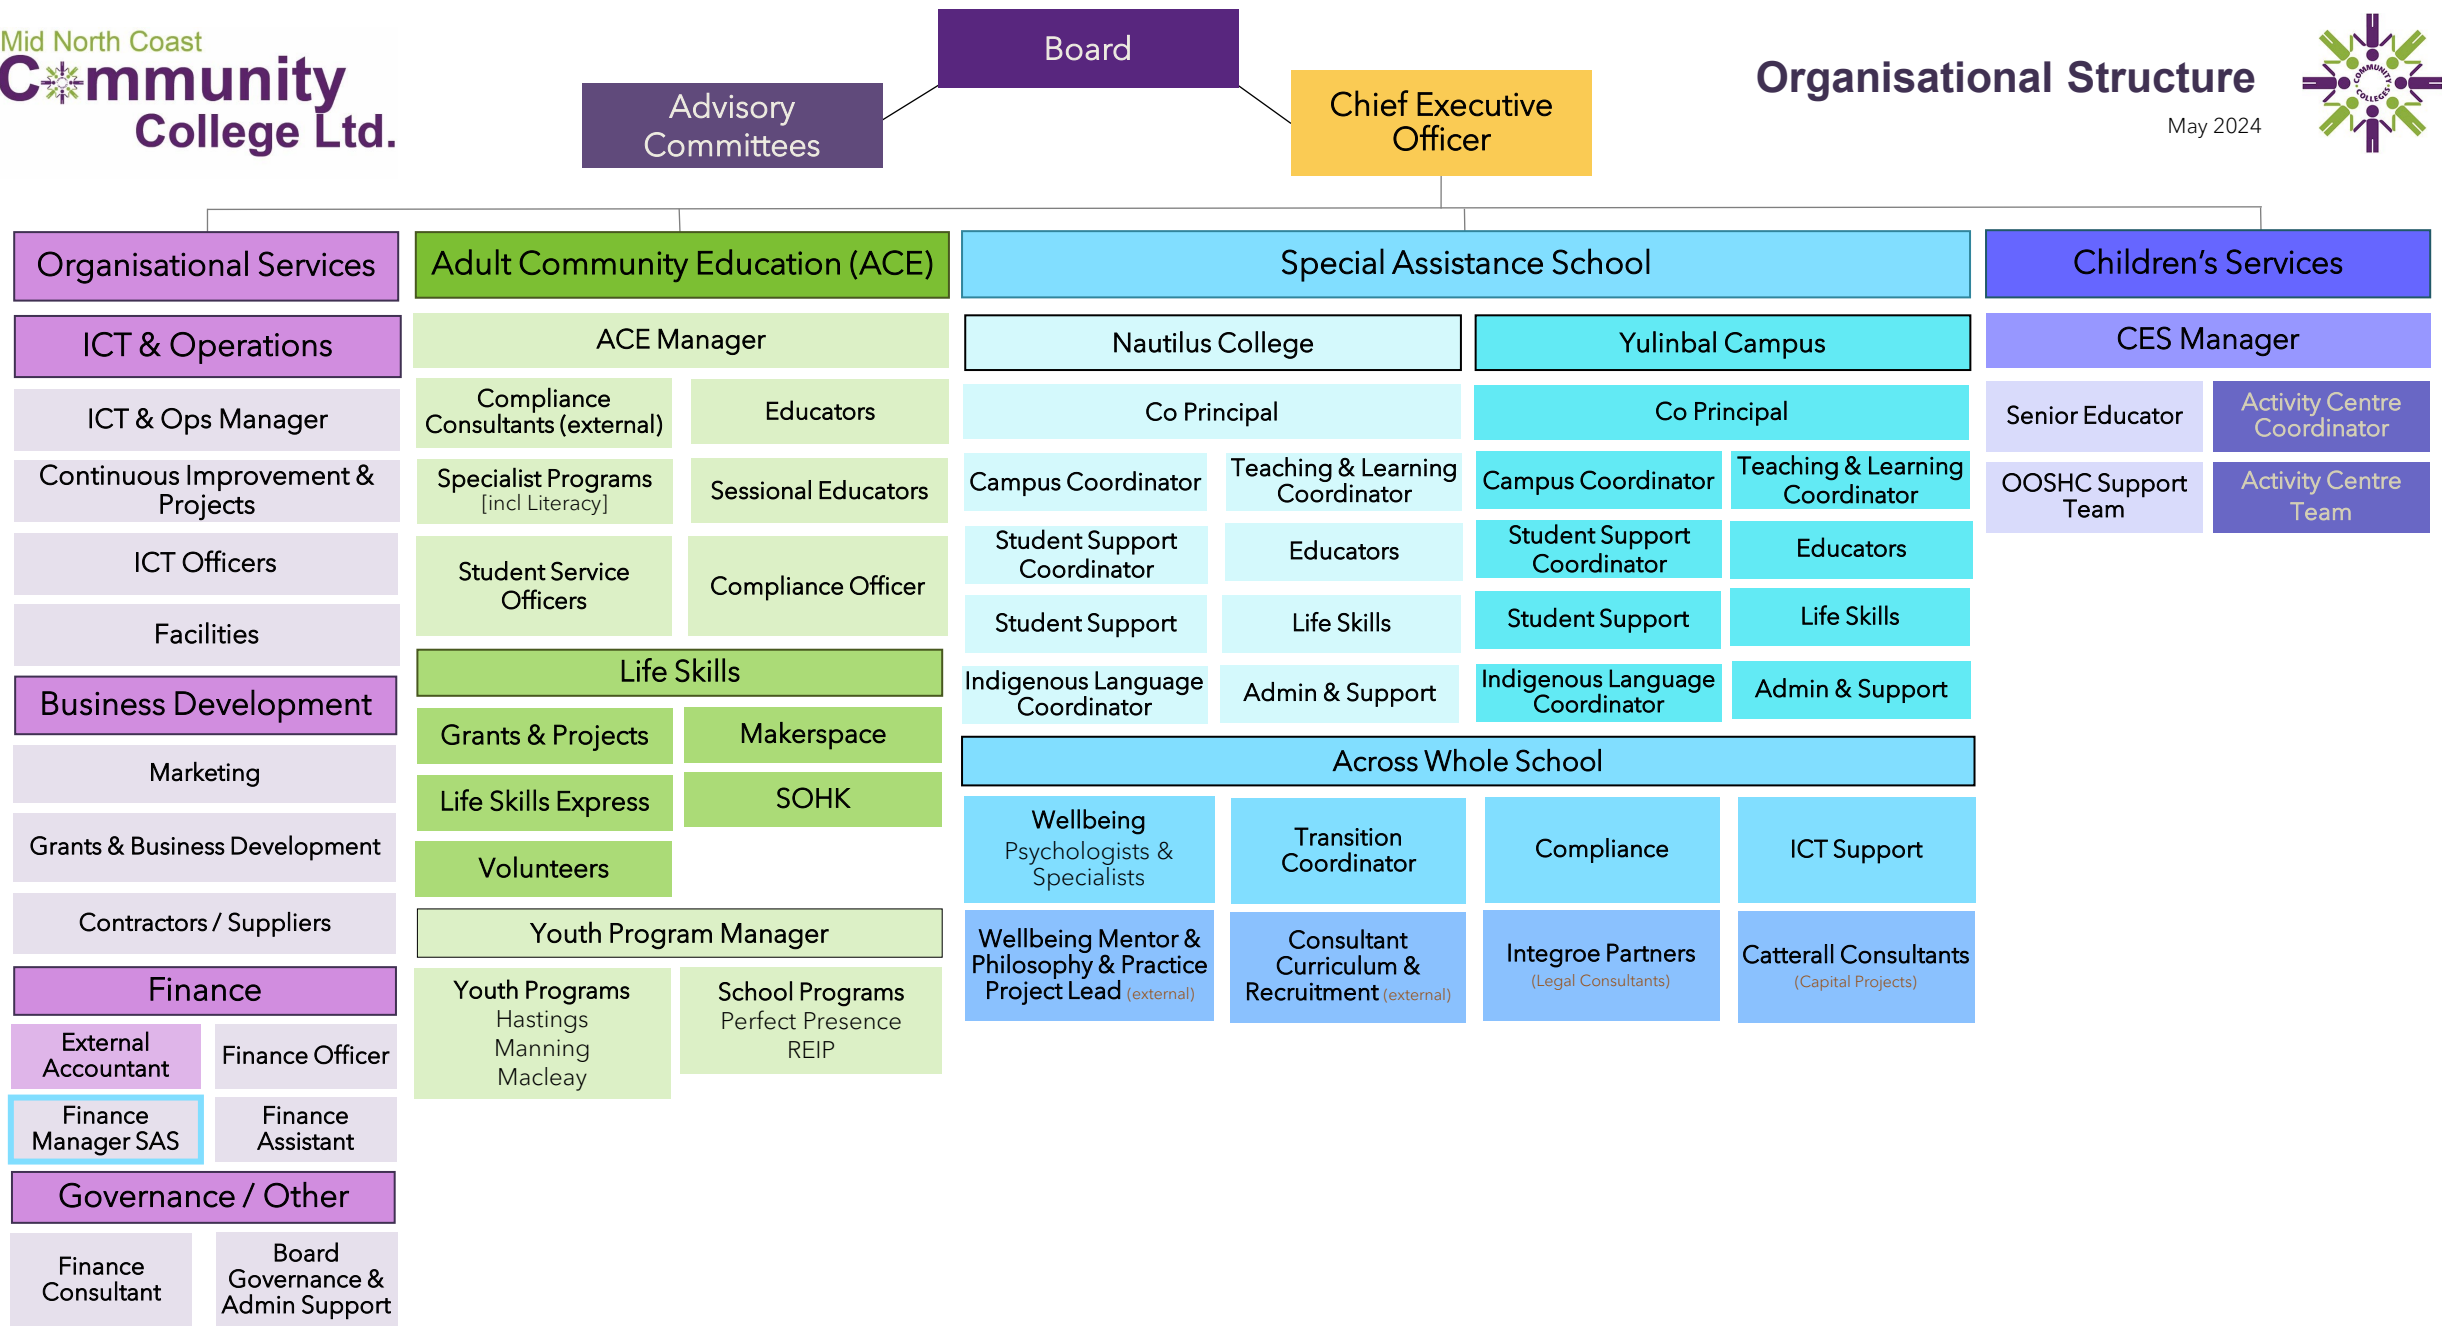 Mid North Coast
Community
College Ltd.
Board
Advisory
Committees
Chief Executive
Officer
Organisational Structure
May 2024
COMMUNITY
COLLEGES
Organisational Services
ICT & Operations
ICT & Ops Manager
Continuous Improvement &
Projects
ICT Officers
Facilities
Business Development
Marketing
Grants & Business Development
Contractors / Suppliers
Finance
External
Accountant
Finance Officer
Finance
Manager SAS
Finance
Assistant
Governance / Other
Finance
Consultant
Board
Governance &
Admin Support
Adult Community Education (ACE)
ACE Manager
Compliance
Consultants (external)
Educators
Specialist Programs
[incl Literacy]
Sessional Educators
Student Service
Officers
Compliance Officer
Life Skills
Grants & Projects
Makerspace
Life Skills Express
SOHK
Volunteers
Youth Program Manager
Youth Programs
Hastings
Manning
Macleay
School Programs
Perfect Presence
REIP
Special Assistance School
Nautilus College
Co Principal
Campus Coordinator
Teaching & Learning
Coordinator
Student Support
Coordinator
Educators
Student Support
Life Skills
Indigenous Language
Coordinator
Admin & Support
Yulinbal Campus
Co Principal
Campus Coordinator
Teaching & Learning
Coordinator
Student Support
Coordinator
Educators
Student Support
Life Skills
Indigenous Language
Coordinator
Admin & Support
Across Whole School
Wellbeing
Psychologists &
Specialists
Transition
Coordinator
Compliance
ICT Support
Wellbeing Mentor &
Philosophy & Practice
Project Lead (external)
Consultant
Curriculum &
Recruitment (external)
Integroe Partners
(Legal Consultants)
Catterall Consultants
(Capital Projects)
Children's Services
CES Manager
Senior Educator
Activity Centre
Coordinator
OOSHC Support
Team
Activity Centre
Team